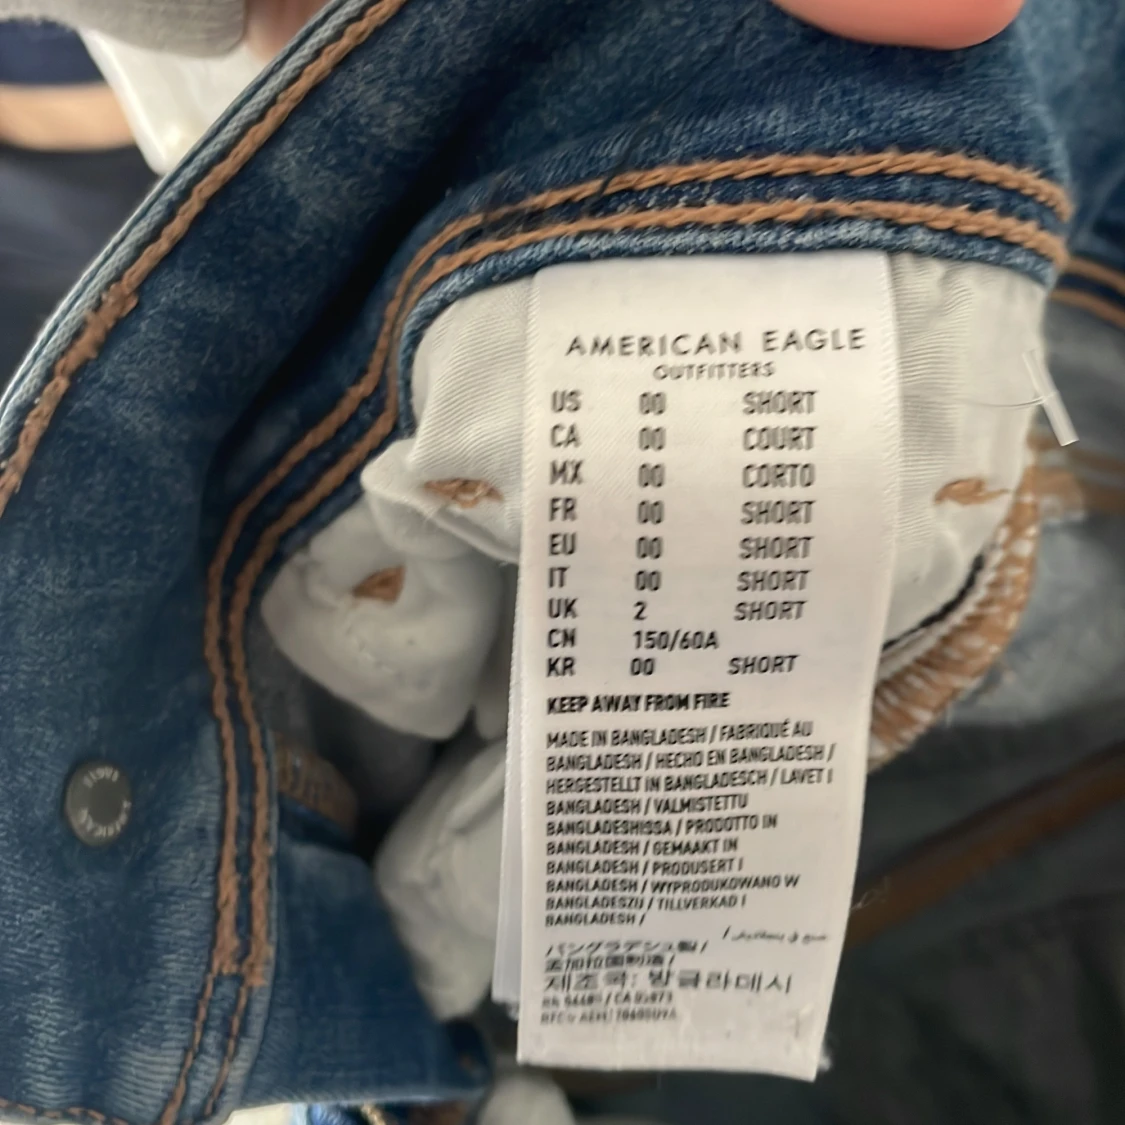 AMERICAN EAGLE
OUTFITTERS
US 00 SHORT
CA 00 COURT
MX 00 CORTO
FR 00 SHORT
EU 00 SHORT
IT 00 SHORT
UK 2 SHORT
CN 150/60A
KR 00 SHORT
KEEP AWAY FROM FIRE
MADE IN BANGLADESH / FABRIQUÉ AU
BANGLADESH / HECHO EN BANGLADESH /
HERGESTELLT IN BANGLADESCH / LAVET I
BANGLADESH / VALMISTETTU
BANGLADESHISSA / PRODOTTO IN
BANGLADESH / GEMAAKT IN
BANGLADESH / PRODUSERT I
BANGLADESH / WYPRODUKOWANO W
BANGLADESZU / TILLVERKAD I
BANGLADESH /
/ バングラデシュ製 /
孟加拉国制造 /
제조국: 방글라데시